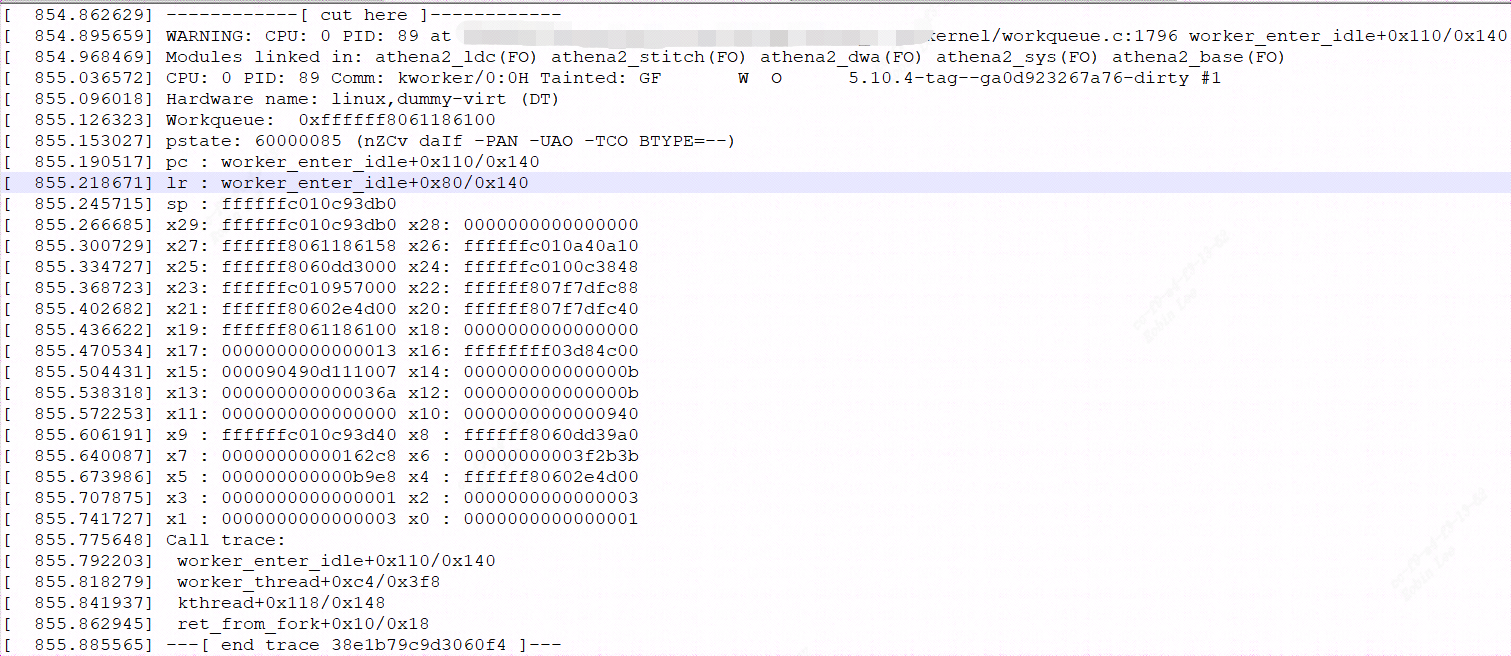 [  854.862629] ------------[ cut here ]------------
[  854.895659] WARNING: CPU: 0 PID: 89 at kernel/workqueue.c:1796 worker_enter_idle+0x110/0x140
[  854.968469] Modules linked in: athena2_ldc(FO) athena2_stitch(FO) athena2_dwa(FO) athena2_sys(FO) athena2_base(FO)
[  855.036572] CPU: 0 PID: 89 Comm: kworker/0:0H Tainted: GF       W  O      5.10.4-tag--ga0d923267a76-dirty #1
[  855.096018] Hardware name: linux,dummy-virt (DT)
[  855.126323] Workqueue:  0xffffff8061186100
[  855.153027] pstate: 60000085 (nZCv daIf -PAN -UAO -TCO BTYPE=--)
[  855.190517] pc : worker_enter_idle+0x110/0x140
[  855.218671] lr : worker_enter_idle+0x80/0x140
[  855.245715] sp : ffffffc010c93db0
[  855.266685] x29: ffffffc010c93db0 x28: 0000000000000000
[  855.300729] x27: ffffff8061186158 x26: ffffffc010a40a10
[  855.334727] x25: ffffff8060dd3000 x24: ffffffc0100c3848
[  855.368723] x23: ffffffc010957000 x22: ffffff807f7dfc88
[  855.402682] x21: ffffff80602e4d00 x20: ffffff807f7dfc40
[  855.436622] x19: ffffff8061186100 x18: 0000000000000000
[  855.470534] x17: 0000000000000013 x16: ffffffff03d84c00
[  855.504431] x15: 000090490d111007 x14: 000000000000000b
[  855.538318] x13: 000000000000036a x12: 000000000000000b
[  855.572253] x11: 0000000000000000 x10: 0000000000000940
[  855.606191] x9 : ffffffc010c93d40 x8 : ffffff8060dd39a0
[  855.640087] x7 : 00000000000162c8 x6 : 00000000003f2b3b
[  855.673986] x5 : 000000000000b9e8 x4 : ffffff80602e4d00
[  855.707875] x3 : 0000000000000001 x2 : 0000000000000003
[  855.741727] x1 : 0000000000000003 x0 : 0000000000000001
[  855.775648] Call trace:
[  855.792203]  worker_enter_idle+0x110/0x140
[  855.818279]  worker_thread+0xc4/0x3f8
[  855.841937]  kthread+0x118/0x148
[  855.862945]  ret_from_fork+0x10/0x18
[  855.885565] ---[ end trace 38e1b79c9d3060f4 ]---